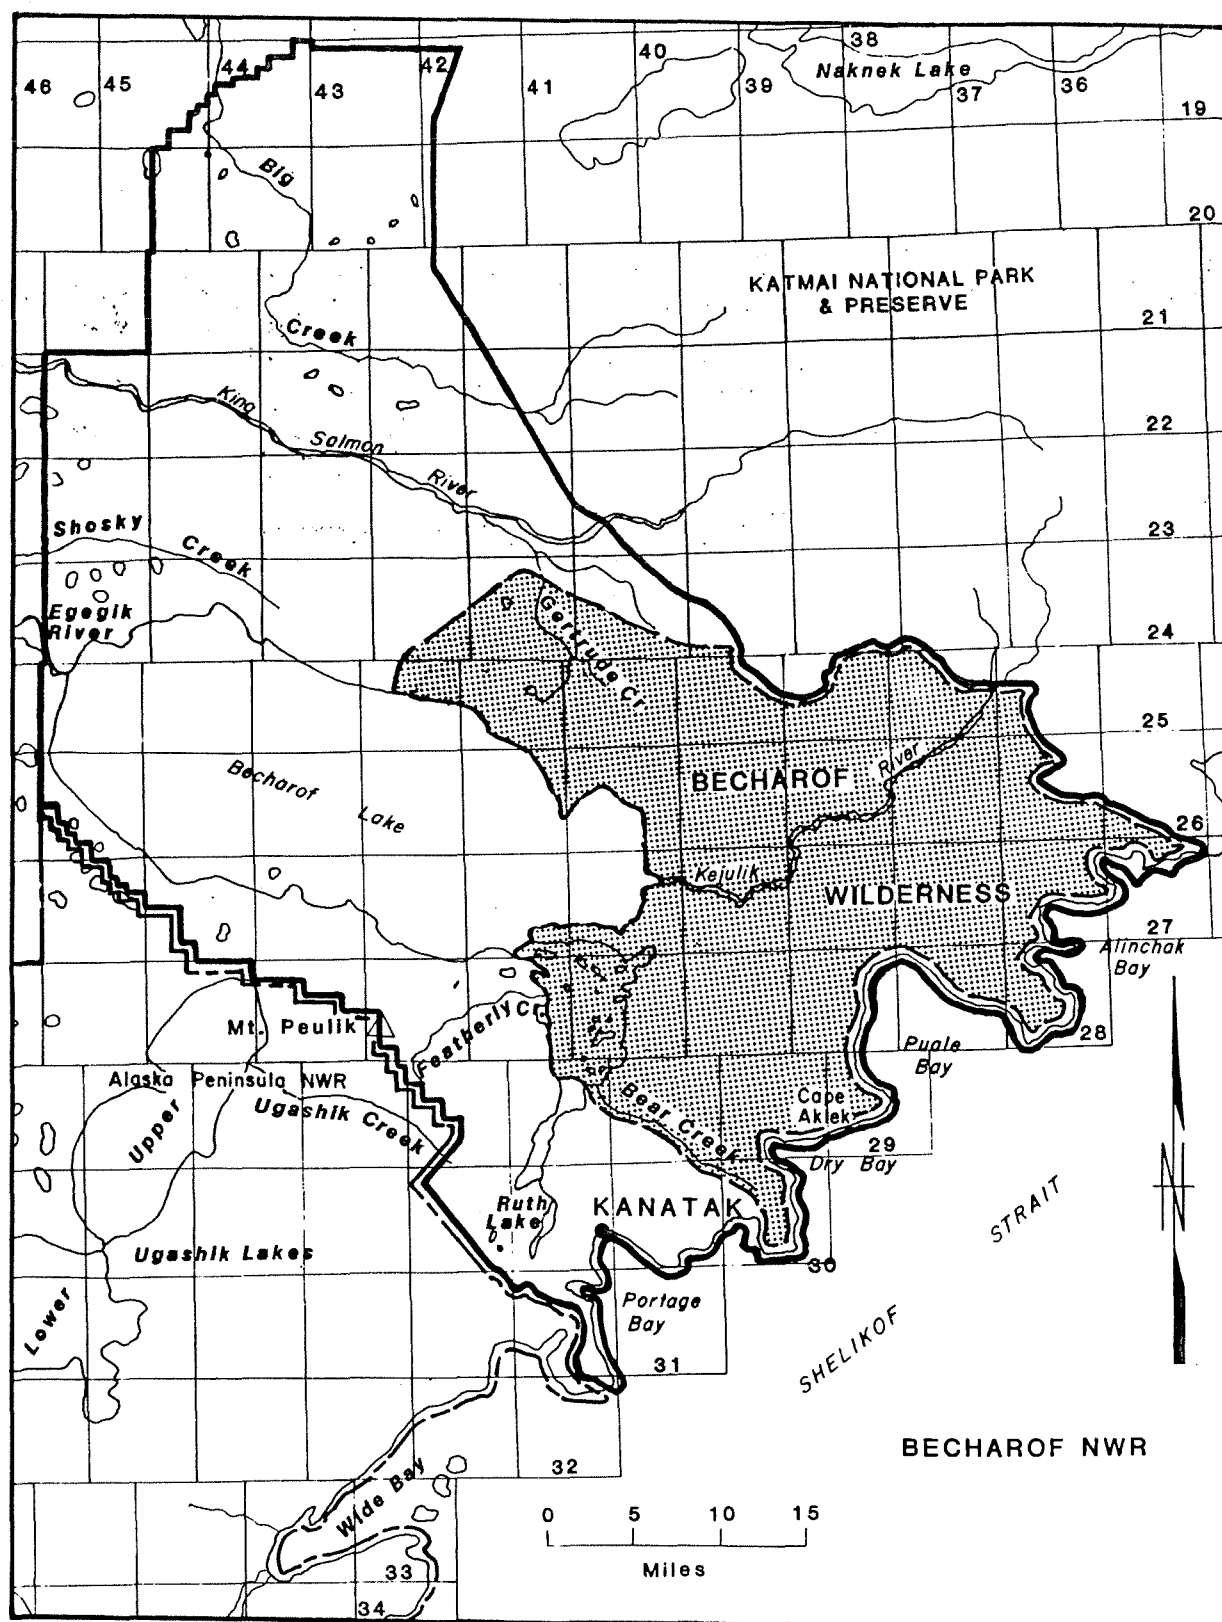 38
40
44
42
46
45
43
41
39
Naknek Lake
37
36
19
Big
20
KATMAI NATIONAL PARK
& PRESERVE
21
Creek
King
Salmon
22
River
Shosky
Creek
23
Egegik
River
Gertrude Cr
24
25
Becharof
Lake
BECHAROF
River
26
Kejulik
WILDERNESS
27
Alinchak
Bay
Mt. Peulik
Featherly Cr.
28
Puale
Bay
Alaska Peninsula NWR
Upper
Ugashik Creek
Bear Creek
Cape
Aklek
29
Dry Bay
Ruth
Lake
KANATAK
STRAIT
Ugashik Lakes
30
Lower
Portage
Bay
SHELIKOF
31
N
BECHAROF NWR
32
Wide Bay
0 5 10 15
Miles
33
34